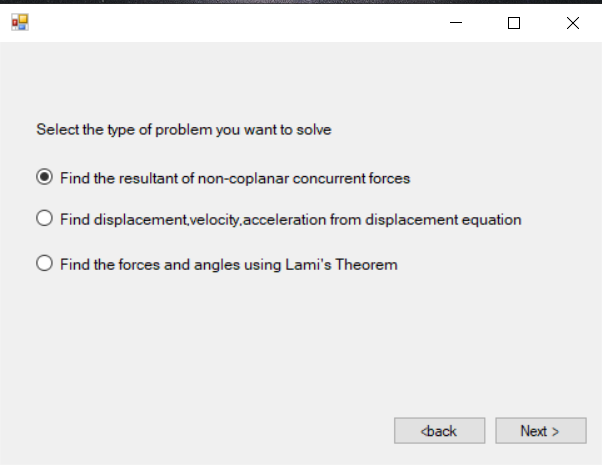 Select the type of problem you want to solve
Find the resultant of non-coplanar concurrent forces
Find displacement,velocity,acceleration from displacement equation
Find the forces and angles using Lami's Theorem
<back
Next >